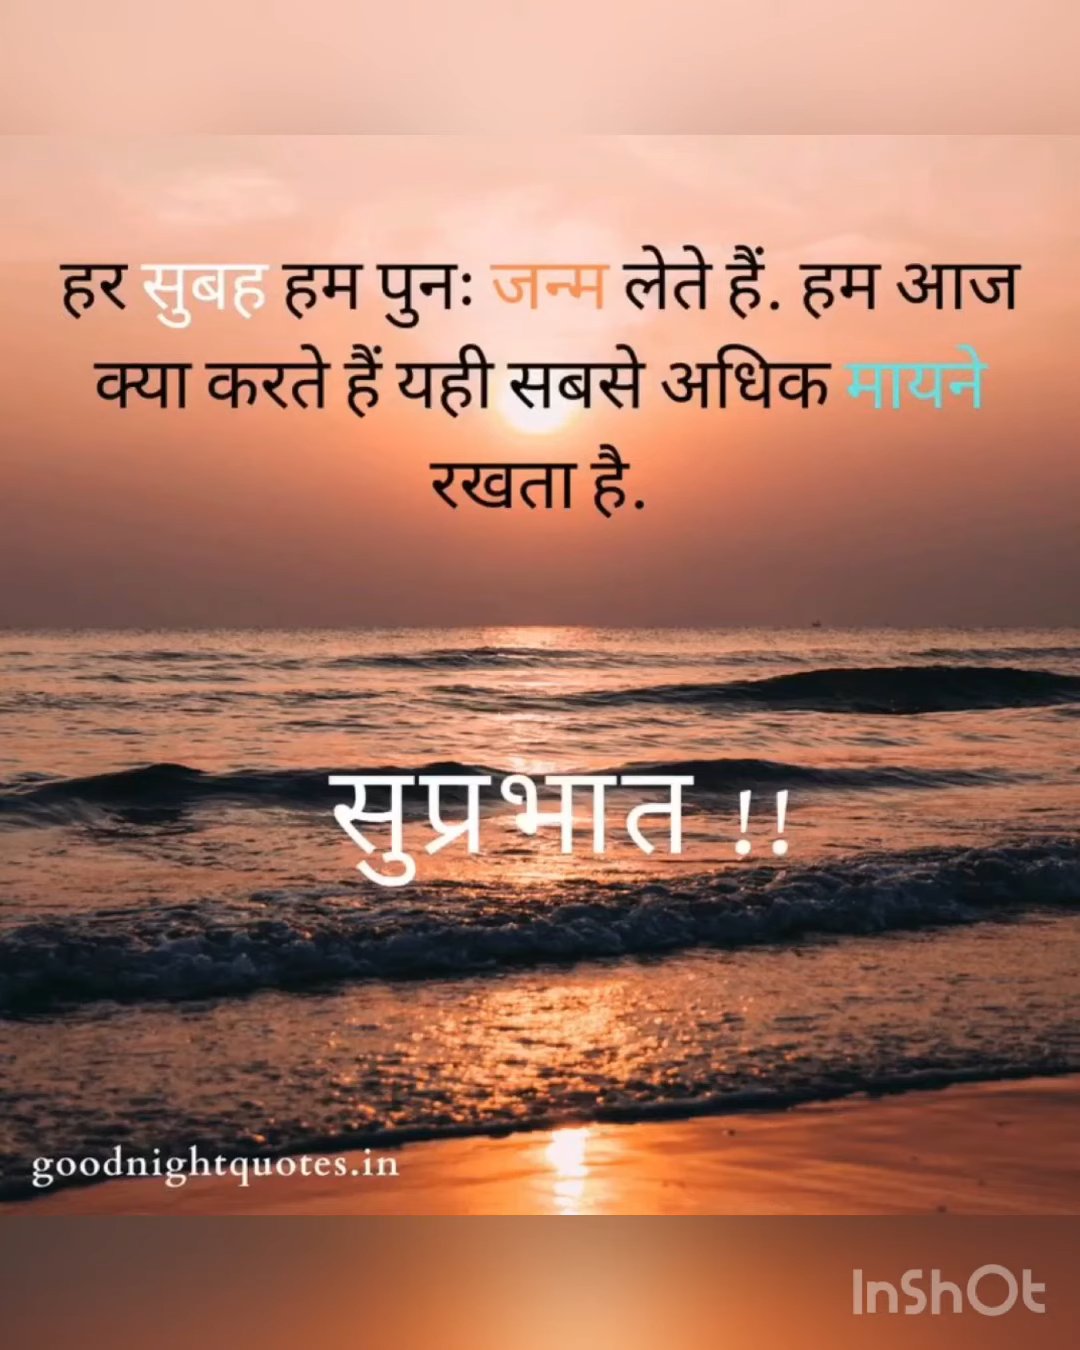 हर सुबह हम पुनः जन्म लेते हैं. हम आज
क्या करते हैं यही सबसे अधिक मायने
रखता है.
सुप्रभात !!
goodnightquotes.in
InShOt